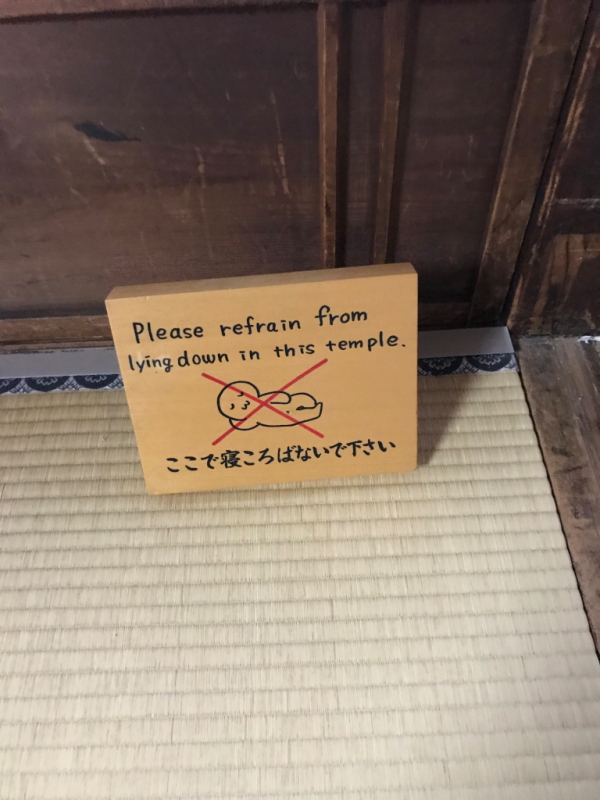 Please refrain from
lying down in this temple.
ここで寝ころばないで下さい